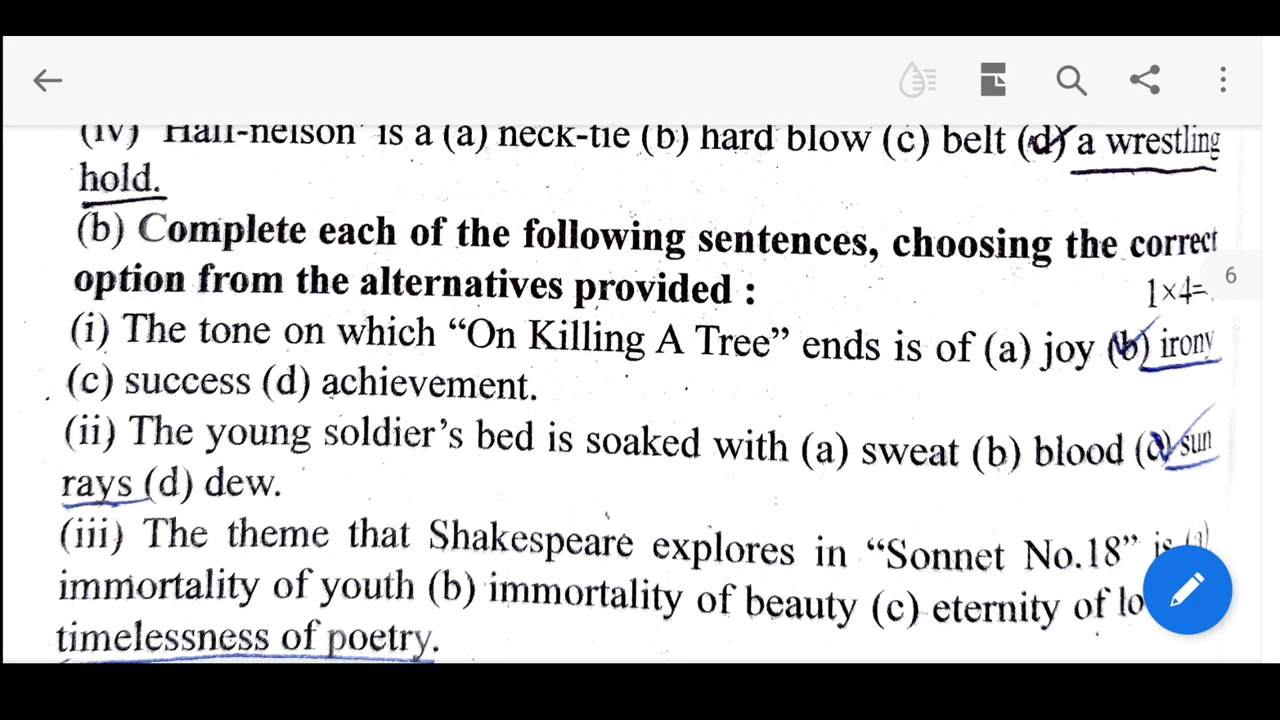 (iv) 'Half-nelson' is a (a) neck-tie (b) hard blow (c) belt (d) a wrestling
hold.
(b) Complete each of the following sentences, choosing the correct
option from the alternatives provided :
1×4=
6
(i) The tone on which “On Killing A Tree” ends is of (a) joy (b) irony
(c) success (d) achievement.
(ii) The young soldier’s bed is soaked with (a) sweat (b) blood (c) sun
rays (d) dew.
(iii) The theme that Shakespeare explores in “Sonnet No.18” is (a)
immortality of youth (b) immortality of beauty (c) eternity of lo
timelessness of poetry.